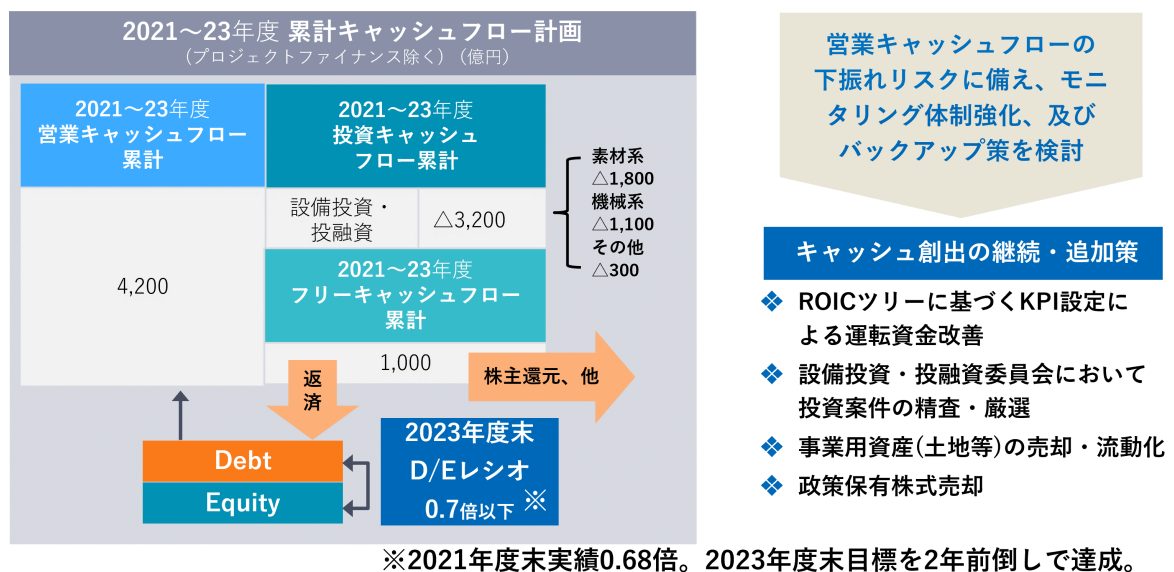 2021～23年度 累計キャッシュフロー計画
(プロジェクトファイナンス除く) (億円)
2021～23年度
営業キャッシュフロー
累計
4,200
2021～23年度
投資キャッシュ
フロー累計
設備投資・
投融資
△3,200
素材系
△1,800
機械系
△1,100
その他
△300
2021～23年度
フリーキャッシュフロー
累計
1,000
返
済
株主還元、他
Debt
Equity
2023年度末
D/Eレシオ
0.7倍以下 ※
営業キャッシュフローの
下振れリスクに備え、モニ
タリング体制強化、及び
バックアップ策を検討
キャッシュ創出の継続・追加策
❖ ROICツリーに基づくKPI設定に
よる運転資金改善
❖ 設備投資・投融資委員会において
投資案件の精査・厳選
❖ 事業用資産(土地等)の売却・流動化
❖ 政策保有株式売却
※2021年度末実績0.68倍。2023年度末目標を2年前倒しで達成。